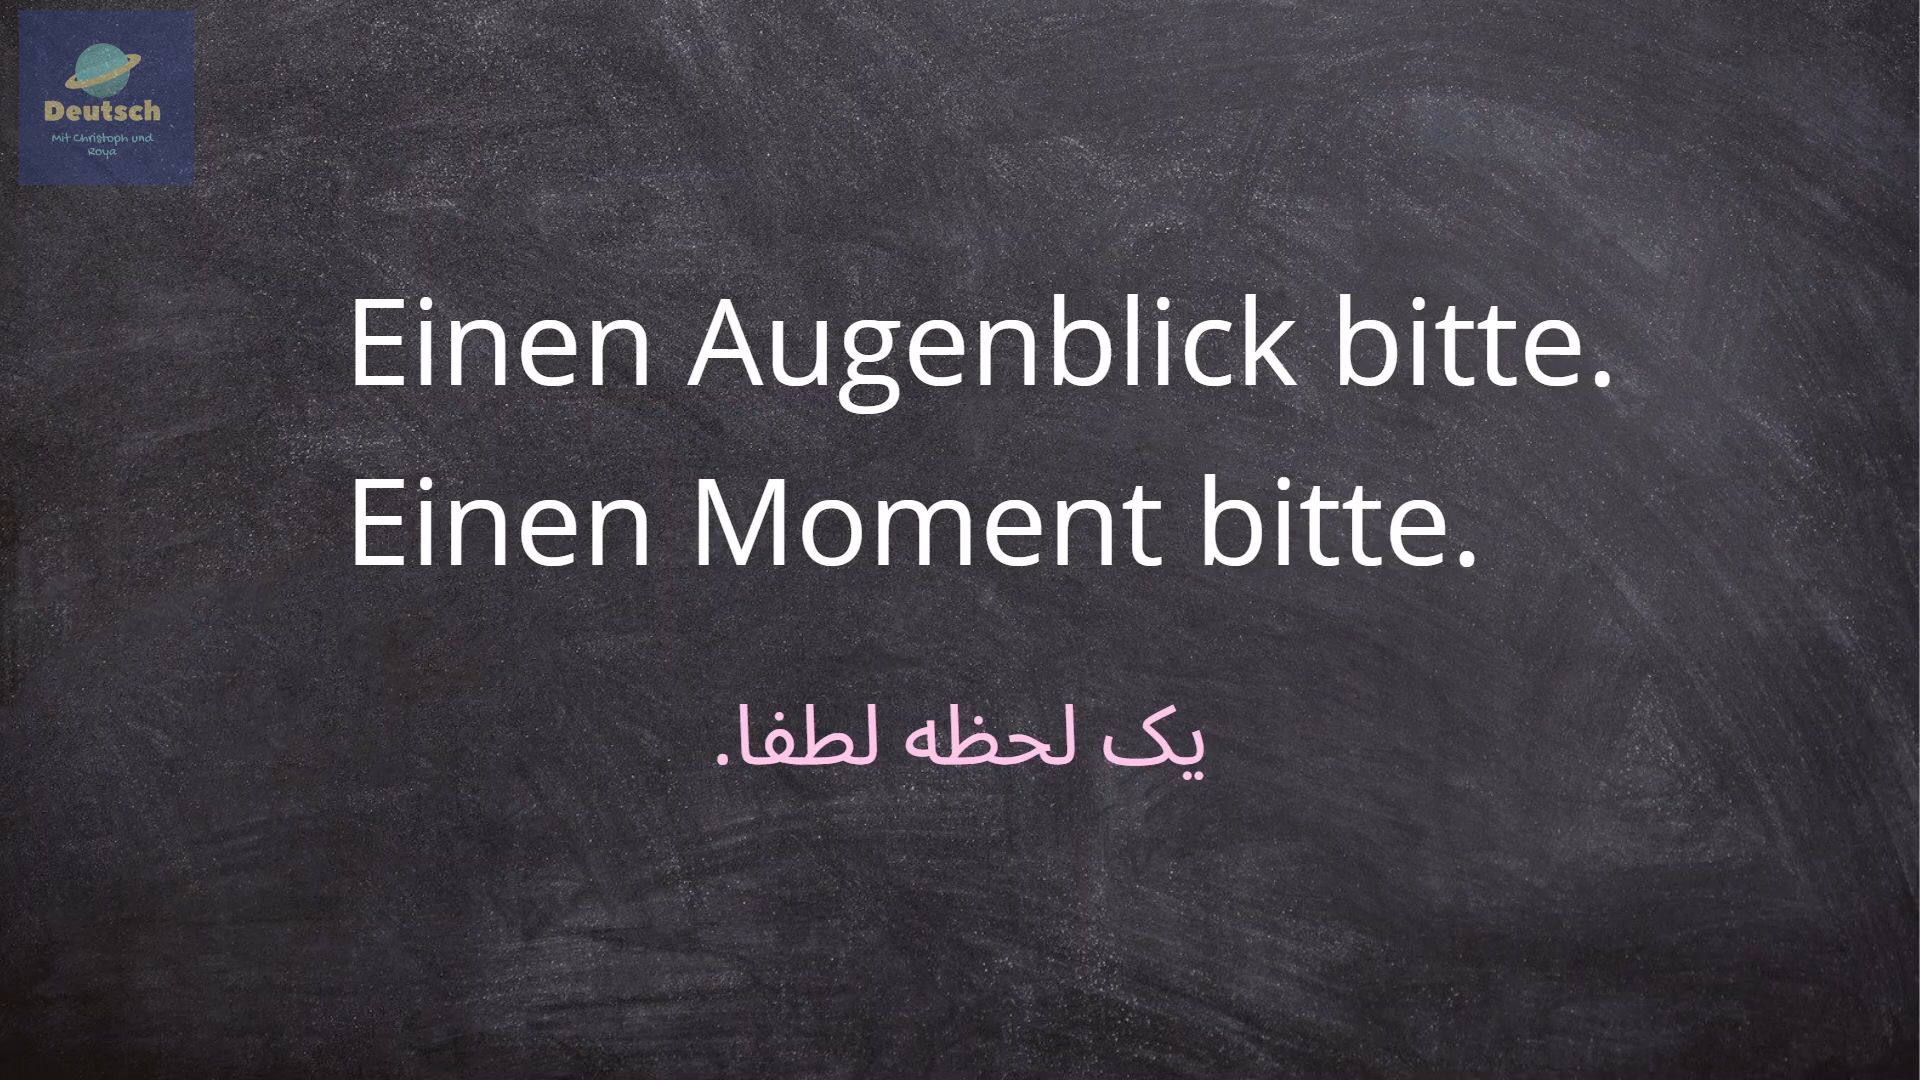 Deutsch
Mit Christoph und
Roya
Einen Augenblick bitte.
Einen Moment bitte.
یک لحظه لطفا.